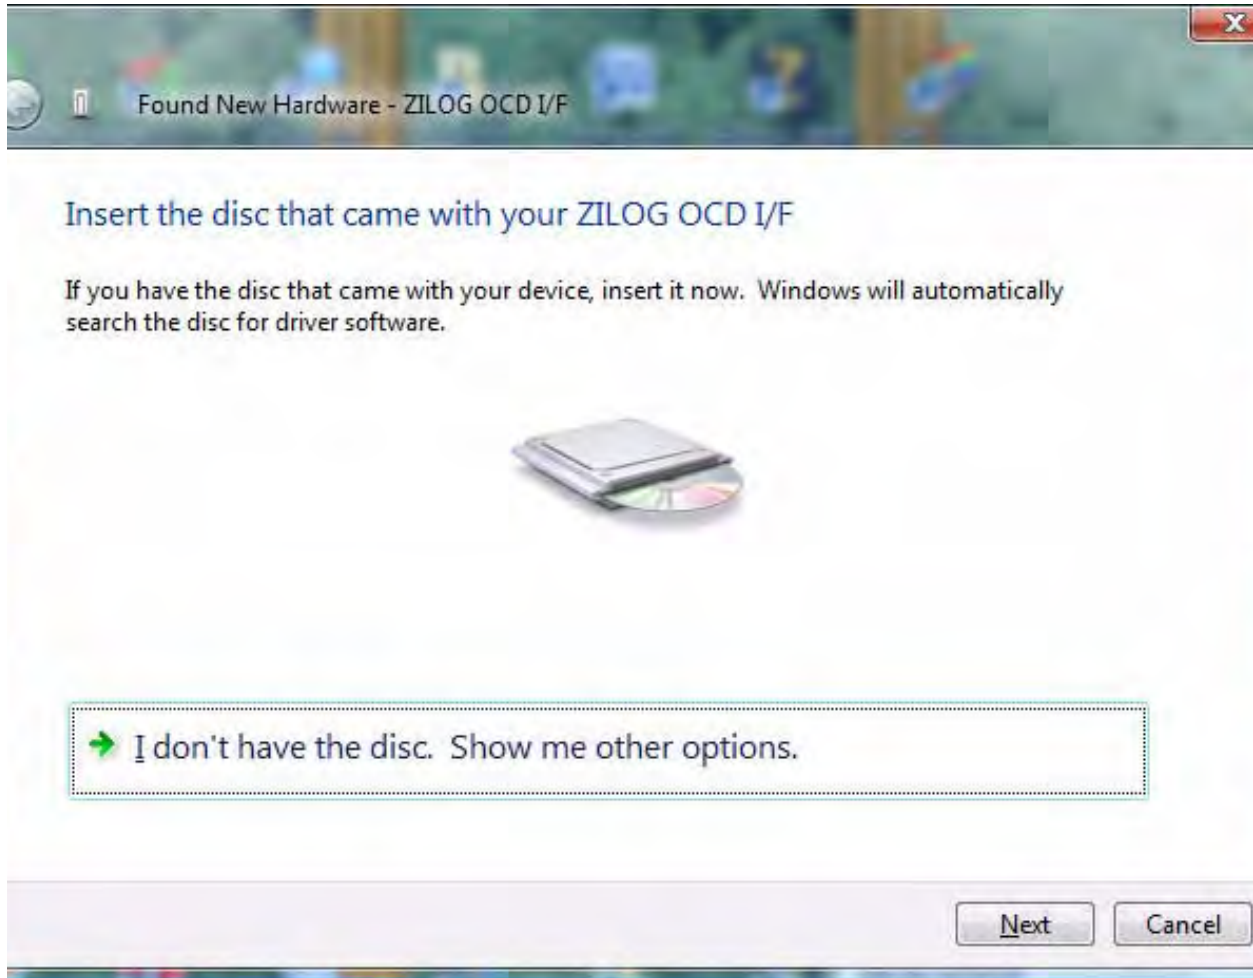 Found New Hardware - ZILOG OCD I/F
Insert the disc that came with your ZILOG OCD I/F
If you have the disc that came with your device, insert it now.  Windows will automatically
search the disc for driver software.
I don't have the disc.  Show me other options.
Next Cancel